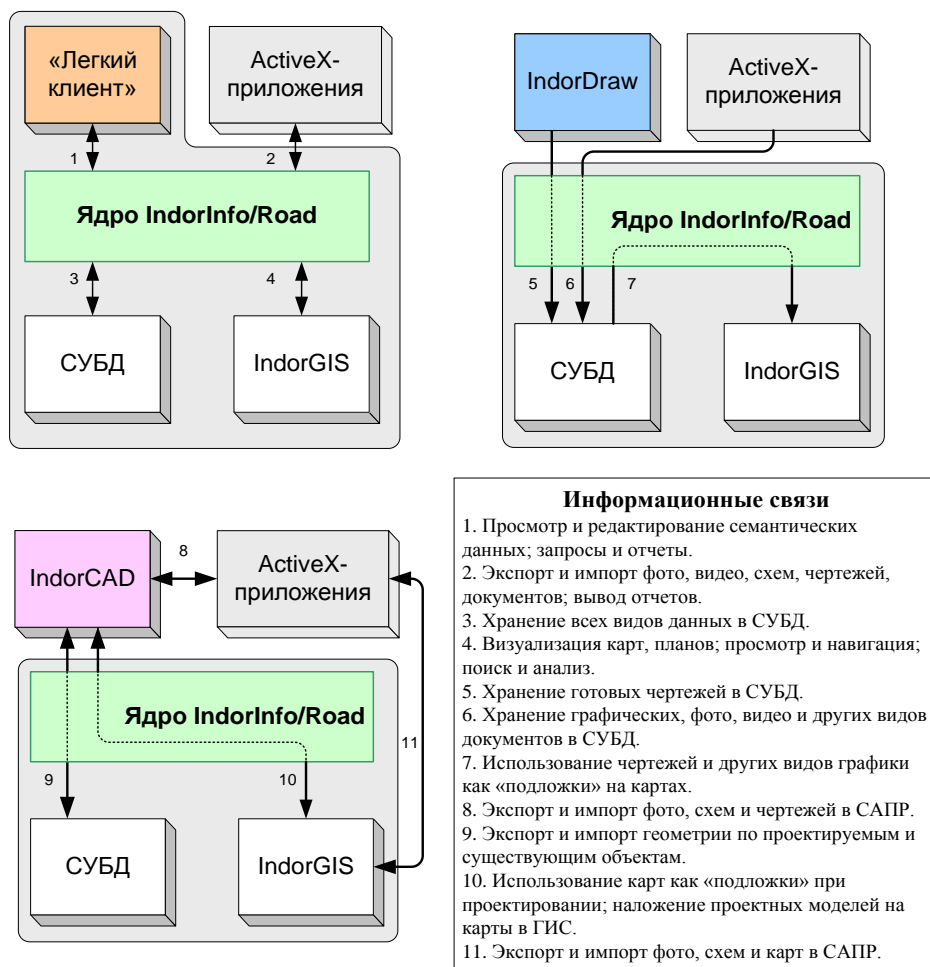 «Легкий
клиент»
ActiveX-
приложения
1
2
Ядро IndorInfo/Road
3
4
СУБД
IndorGIS
IndorDraw
ActiveX-
приложения
Ядро IndorInfo/Road
5
6
7
СУБД
IndorGIS
IndorCAD
8
ActiveX-
приложения
Ядро IndorInfo/Road
11
9
10
СУБД
IndorGIS
Информационные связи
1. Просмотр и редактирование семантических
данных; запросы и отчеты.
2. Экспорт и импорт фото, видео, схем, чертежей,
документов; вывод отчетов.
3. Хранение всех видов данных в СУБД.
4. Визуализация карт, планов; просмотр и навигация;
поиск и анализ.
5. Хранение готовых чертежей в СУБД.
6. Хранение графических, фото, видео и других видов
документов в СУБД.
7. Использование чертежей и других видов графики
как «подложки» на картах.
8. Экспорт и импорт фото, схем и чертежей в САПР.
9. Экспорт и импорт геометрии по проектируемым и
существующим объектам.
10. Использование карт как «подложки» при
проектировании; наложение проектных моделей на
карты в ГИС.
11. Экспорт и импорт фото, схем и карт в САПР.